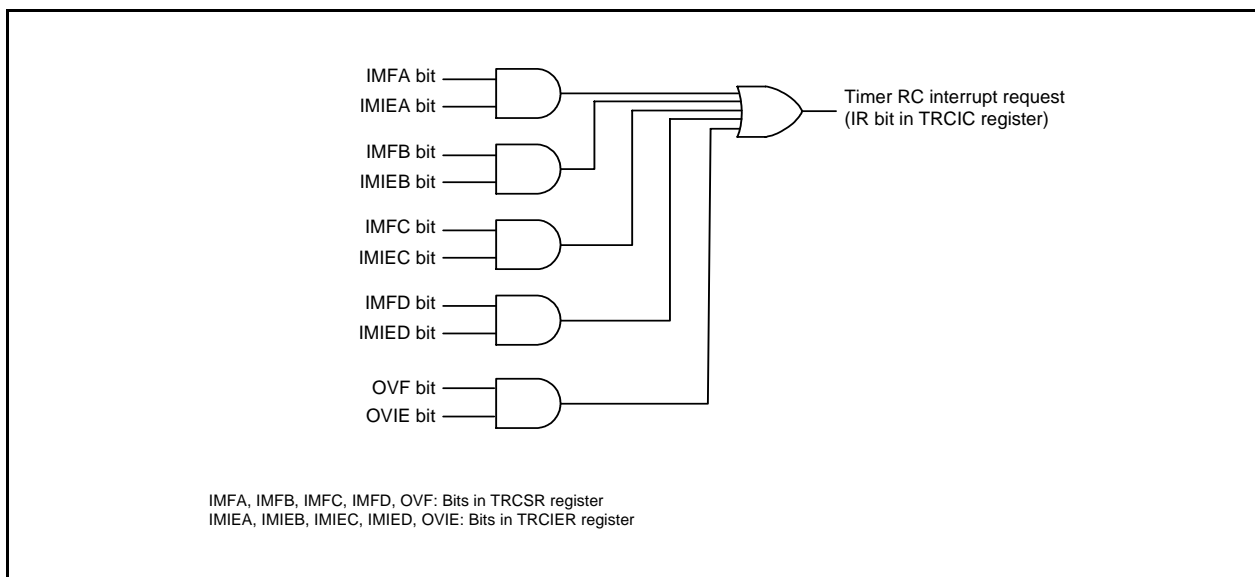 IMFA bit
IMIEA bit
IMFB bit
IMIEB bit
IMFC bit
IMIEC bit
IMFD bit
IMIED bit
OVF bit
OVIE bit
Timer RC interrupt request
(IR bit in TRCIC register)
IMFA, IMFB, IMFC, IMFD, OVF: Bits in TRCSR register
IMIEA, IMIEB, IMIEC, IMIED, OVIE: Bits in TRCIER register